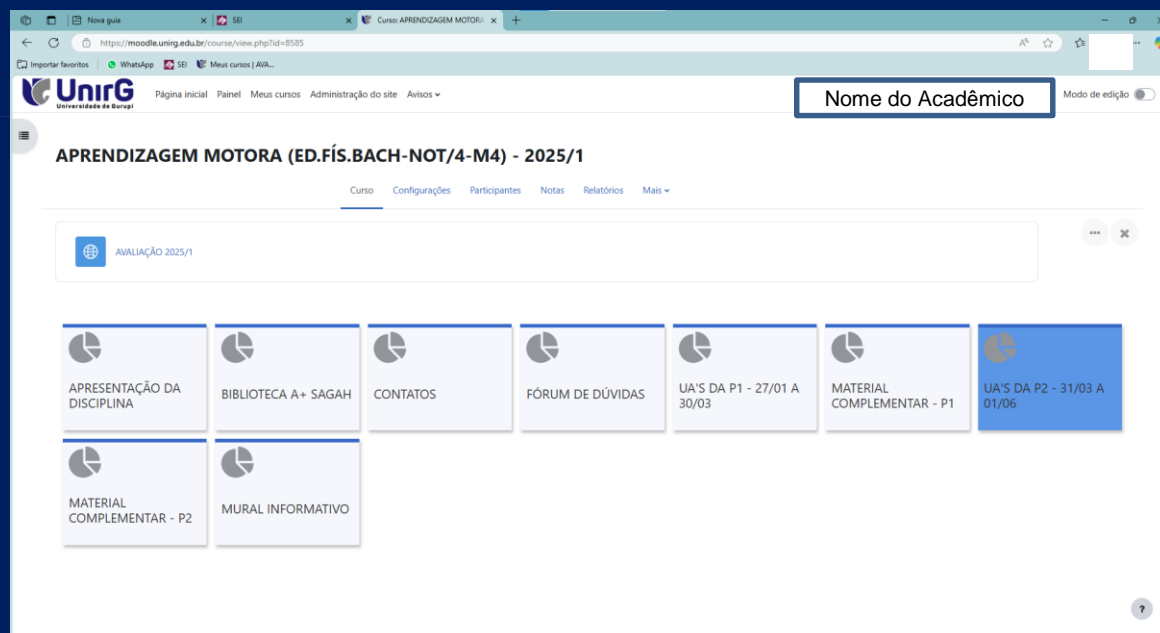 Nova guia
SEI
Curso: APRENDIZAGEM MOTORA
https://moodle.unirg.edu.br/course/view.php?id=8585
Importar favoritos
WhatsApp
SEI
Meus cursos | AVA...
UnirG
Universidade de Gurupi
Página inicial
Painel
Meus cursos
Administração do site
Avisos
Nome do Acadêmico
Modo de edição
APRENDIZAGEM MOTORA (ED.FÍS.BACH-NOT/4-M4) - 2025/1
Curso
Configurações
Participantes
Notas
Relatórios
Mais
AVALIAÇÃO 2025/1
APRESENTAÇÃO DA
DISCIPLINA
BIBLIOTECA A+ SAGAH
CONTATOS
FÓRUM DE DÚVIDAS
UA'S DA P1 - 27/01 A
30/03
MATERIAL
COMPLEMENTAR - P1
UA'S DA P2 - 31/03 A
01/06
MATERIAL
COMPLEMENTAR - P2
MURAL INFORMATIVO
?